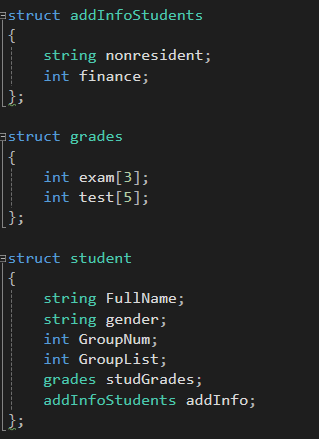 struct addInfoStudents
{
    string nonresident;
    int finance;
};
struct grades
{
    int exam[3];
    int test[5];
};
struct student
{
    string FullName;
    string gender;
    int GroupNum;
    int GroupList;
    grades studGrades;
    addInfoStudents addInfo;
};